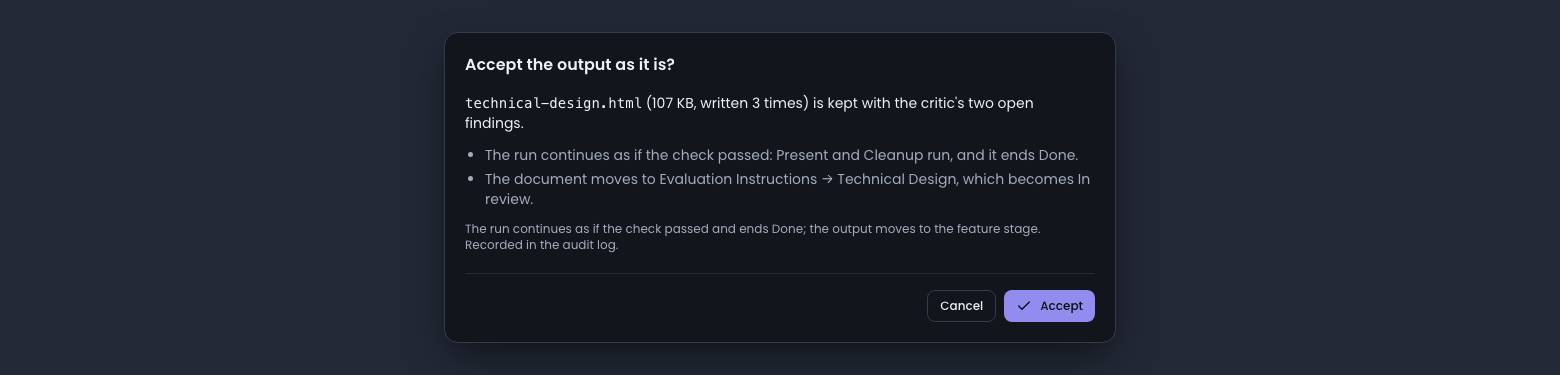 Accept the output as it is?
technical-design.html (107 KB, written 3 times) is kept with the critic's two open
findings.
• The run continues as if the check passed: Present and Cleanup run, and it ends Done.
• The document moves to Evaluation Instructions → Technical Design, which becomes In
review.
The run continues as if the check passed and ends Done; the output moves to the feature stage.
Recorded in the audit log.
Cancel
Accept